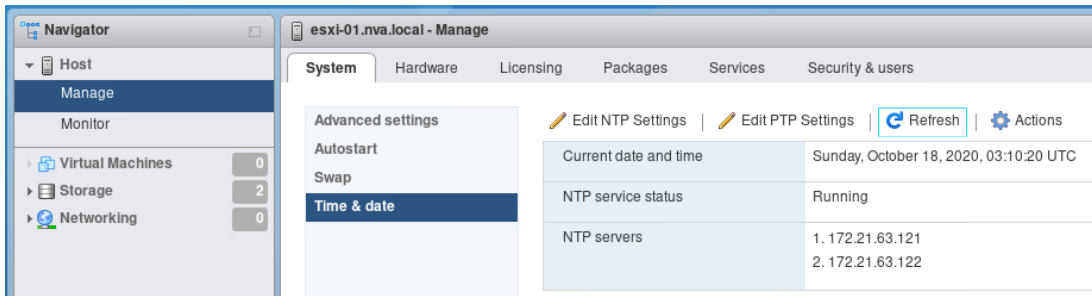 Navigator
Host
Manage
Monitor
Virtual Machines 0
Storage 2
Networking 0
esxi-01.nva.local - Manage
System Hardware Licensing Packages Services Security & users
Advanced settings
Autostart
Swap
Time & date
Edit NTP Settings | Edit PTP Settings | Refresh | Actions
Current date and time Sunday, October 18, 2020, 03:10:20 UTC
NTP service status Running
NTP servers 1. 172.21.63.121
2. 172.21.63.122